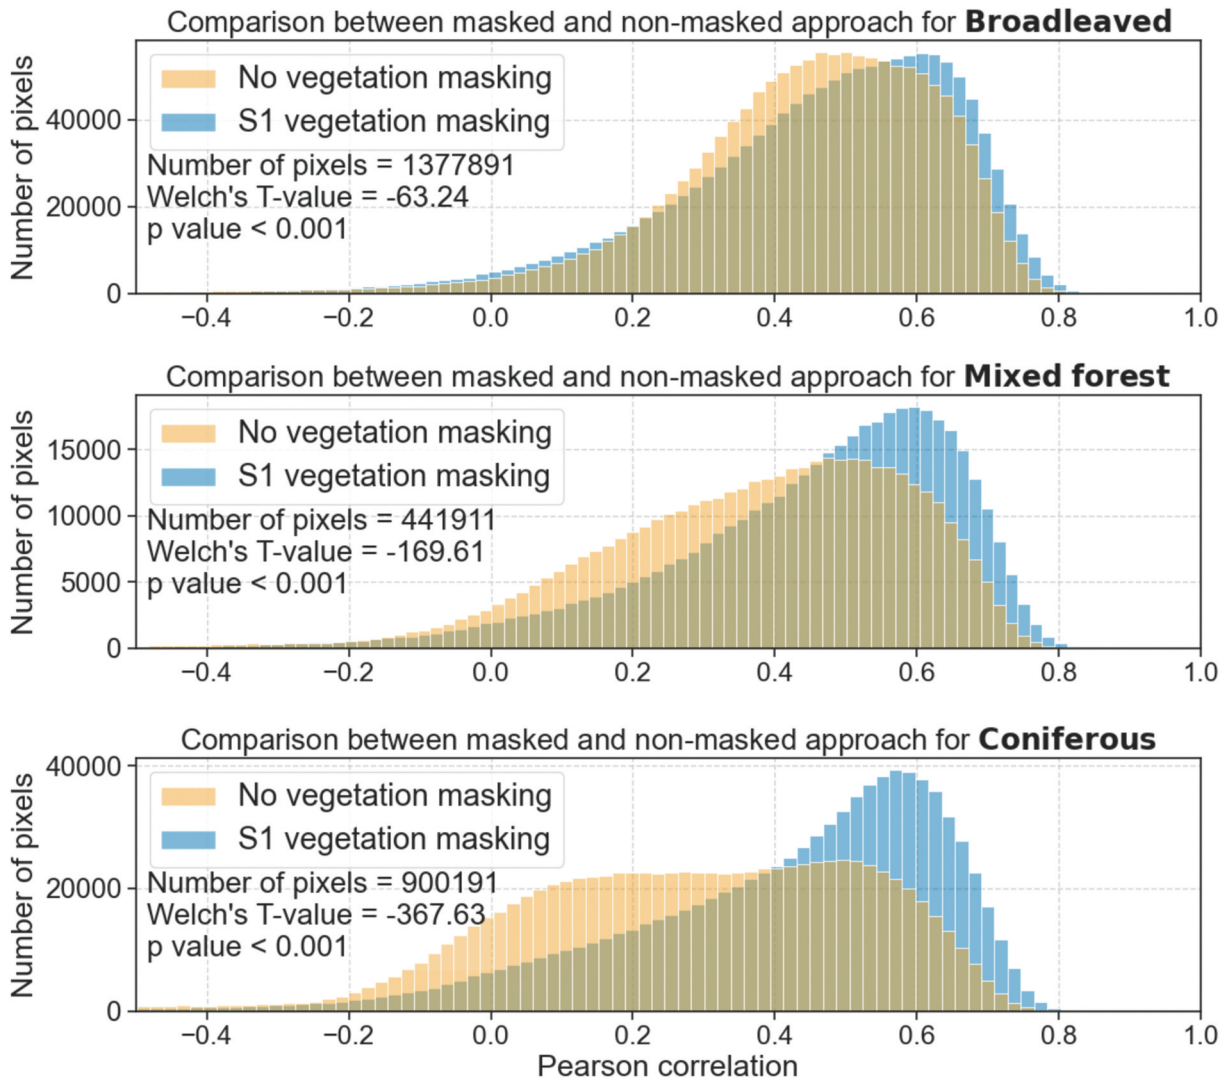 Comparison between masked and non-masked approach for Broadleaved
No vegetation masking
S1 vegetation masking
Number of pixels = 1377891
Welch's T-value = -63.24
p value < 0.001
Number of pixels
40000
20000
0
−0.4 −0.2 0.0 0.2 0.4 0.6 0.8 1.0
Comparison between masked and non-masked approach for Mixed forest
No vegetation masking
S1 vegetation masking
Number of pixels = 441911
Welch's T-value = -169.61
p value < 0.001
Number of pixels
15000
10000
5000
0
−0.4 −0.2 0.0 0.2 0.4 0.6 0.8 1.0
Comparison between masked and non-masked approach for Coniferous
No vegetation masking
S1 vegetation masking
Number of pixels = 900191
Welch's T-value = -367.63
p value < 0.001
Number of pixels
40000
20000
0
−0.4 −0.2 0.0 0.2 0.4 0.6 0.8 1.0
Pearson correlation